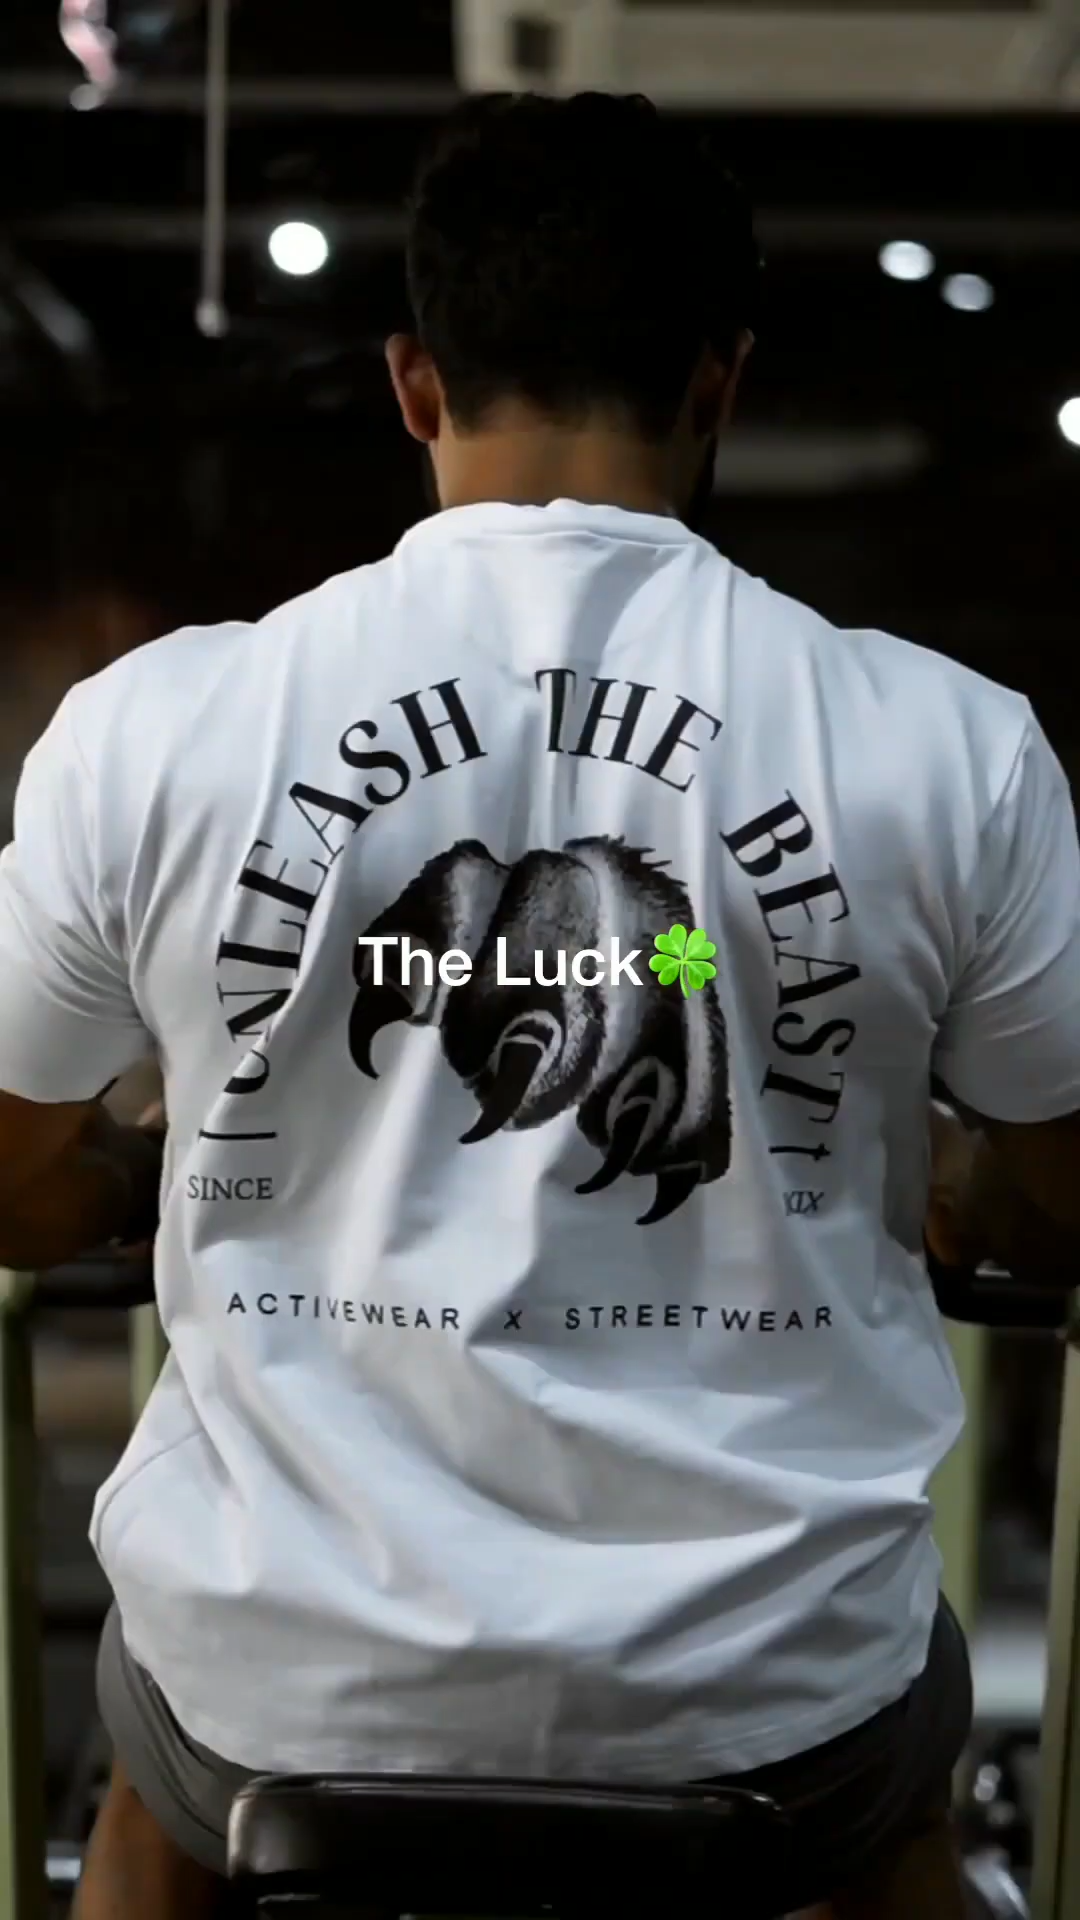 [UNLEASH THE BEAST]
The Luck🍀
SINCE XIX
ACTIVEWEAR X STREETWEAR